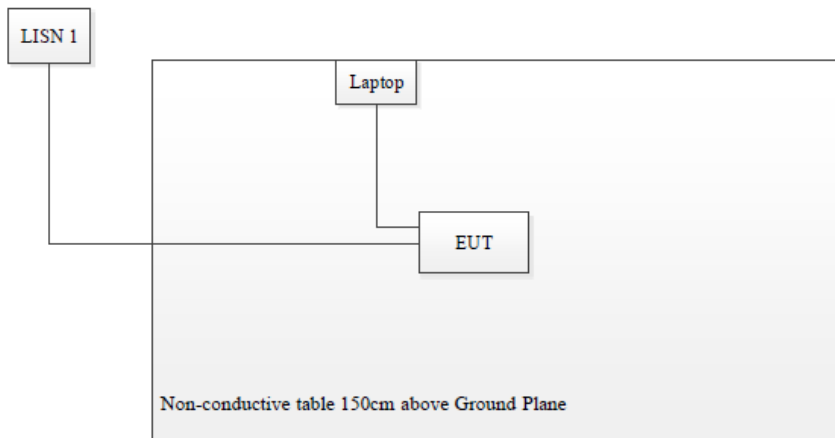 LISN 1
Laptop
EUT
Non-conductive table 150cm above Ground Plane